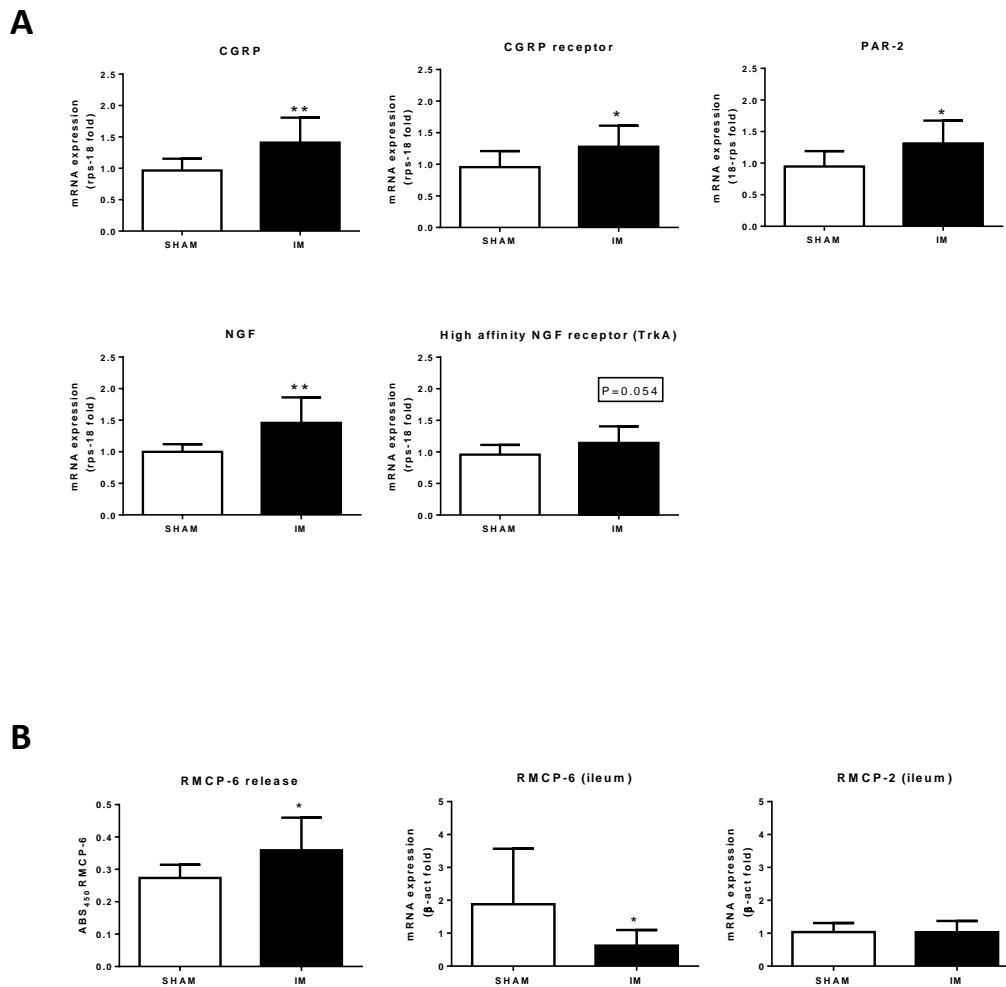 A
CGRP
mRNA expression
(rps-18 fold)
2.5
2.0
1.5
1.0
0.5
0.0
**
SHAM
IM
CGRP receptor
mRNA expression
(rps-18 fold)
2.5
2.0
1.5
1.0
0.5
0.0
*
SHAM
IM
PAR-2
mRNA expression
(18-rps fold)
2.5
2.0
1.5
1.0
0.5
0.0
*
SHAM
IM
NGF
mRNA expression
(rps-18 fold)
2.5
2.0
1.5
1.0
0.5
0.0
**
SHAM
IM
High affinity NGF receptor (TrkA)
mRNA expression
(rps-18 fold)
2.5
2.0
1.5
1.0
0.5
0.0
P=0.054
SHAM
IM
B
RMCP-6 release
ABS450 RMCP-6
0.5
0.4
0.3
0.2
0.1
0.0
*
SHAM
IM
RMCP-6 (ileum)
mRNA expression
(β-act fold)
5
4
3
2
1
0
*
SHAM
IM
RMCP-2 (ileum)
mRNA expression
(β-act fold)
5
4
3
2
1
0
SHAM
IM